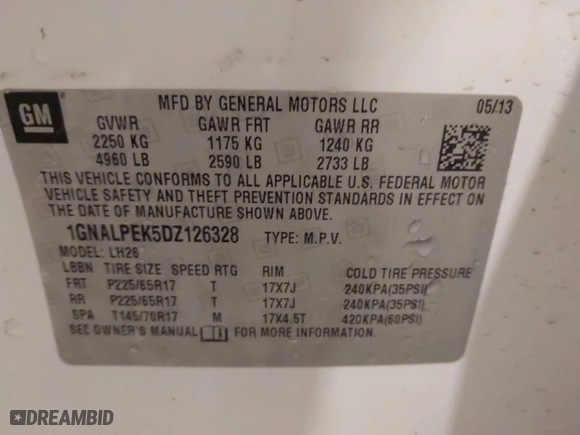 GM
MFD BY GENERAL MOTORS LLC 05/13
GVWR GAWR FRT GAWR RR
2250 KG 1175 KG 1240 KG
4960 LB 2590 LB 2733 LB
THIS VEHICLE CONFORMS TO ALL APPLICABLE U.S. FEDERAL MOTOR
VEHICLE SAFETY AND THEFT PREVENTION STANDARDS IN EFFECT ON
THE DATE OF MANUFACTURE SHOWN ABOVE.
1GNALPEK5DZ126328 TYPE: M.P.V.
MODEL: LH26
LBBN TIRE SIZE SPEED RTG RIM COLD TIRE PRESSURE
FRT P225/65R17 T 17X7J 240KPA(35PSI)
RR P225/65R17 T 17X7J 240KPA(35PSI)
SPA T145/70R17 M 17X4.5T 420KPA(60PSI)
SEE OWNER'S MANUAL FOR MORE INFORMATION.
DREAMBID